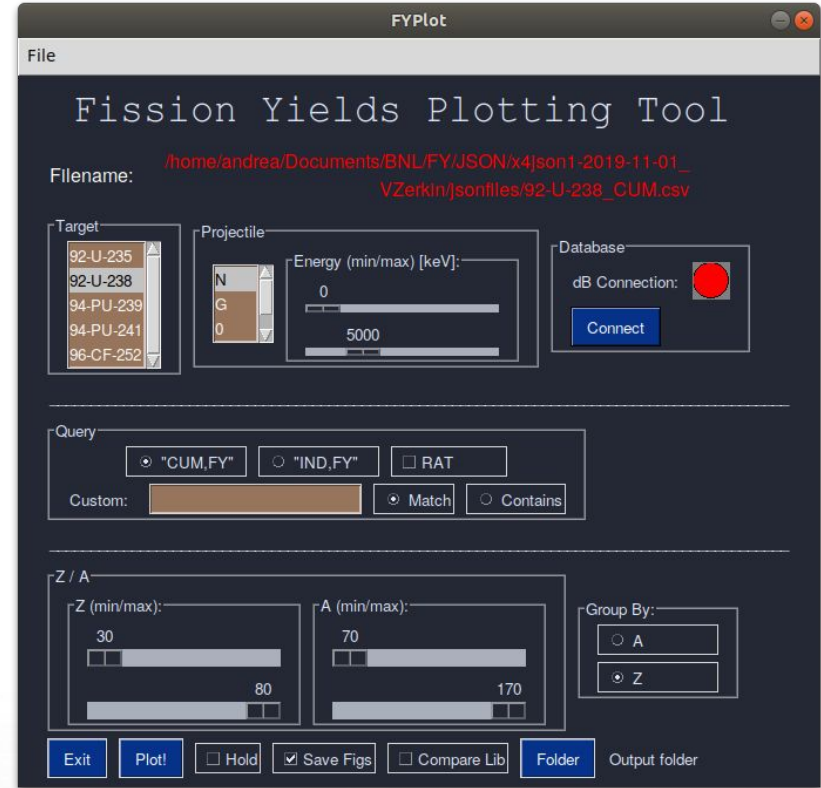 FYPlot
File
Fission Yields Plotting Tool
Filename:
/home/andrea/Documents/BNL/FY/JSON/x4json1-2019-11-01_
VZerkin/jsonfiles/92-U-238_CUM.csv
Target
92-U-235
92-U-238
94-PU-239
94-PU-241
96-CF-252
Projectile
N
G
0
Energy (min/max) [keV]:
0
5000
Database
dB Connection:
Connect
Query
"CUM,FY"
"IND,FY"
RAT
Custom:
Match
Contains
Z / A
Z (min/max):
30
80
A (min/max):
70
170
Group By:
A
Z
Exit
Plot!
Hold
Save Figs
Compare Lib
Folder
Output folder